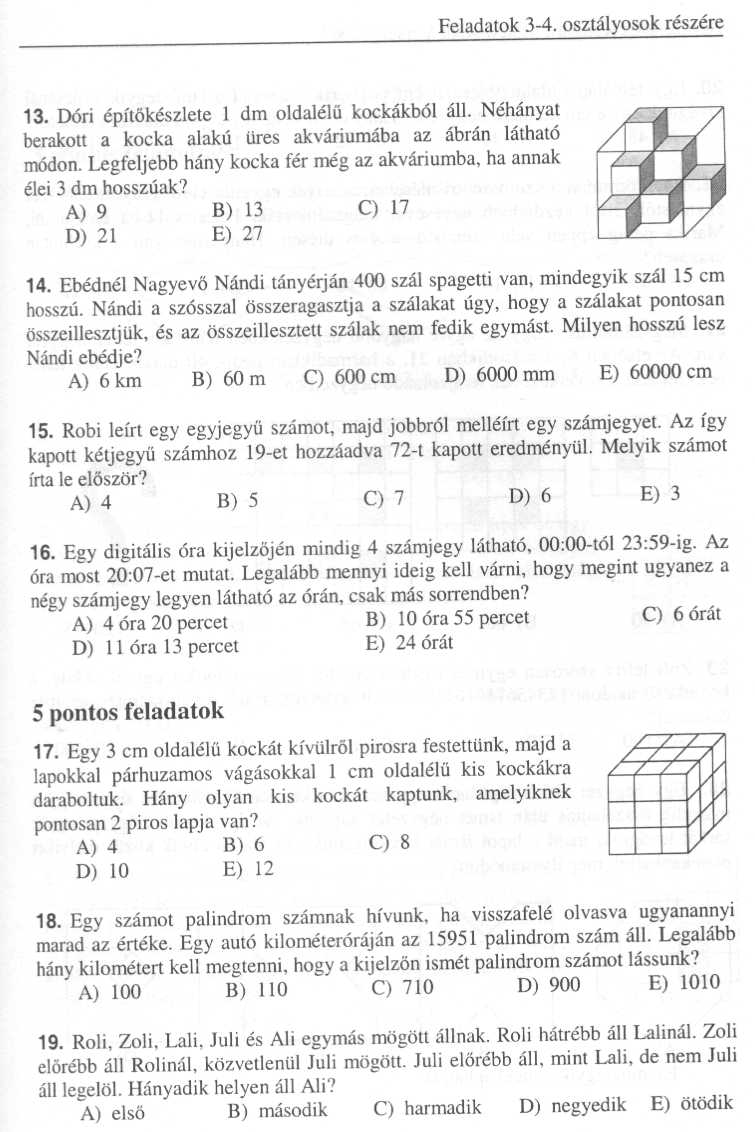 Feladatok 3-4. osztályosok részére
13. Dóri építőkészlete 1 dm oldalélű kockákból áll. Néhányat
berakott a kocka alakú üres akváriumába az ábrán látható
módon. Legfeljebb hány kocka fér még az akváriumba, ha annak
élei 3 dm hosszúak?
A) 9 B) 13 C) 17
D) 21 E) 27
14. Ebédnél Nagyevő Nándi tányérján 400 szál spagetti van, mindegyik szál 15 cm
hosszú. Nándi a szósszal összeragasztja a szálakat úgy, hogy a szálakat pontosan
összeillesztjük, és az összeillesztett szálak nem fedik egymást. Milyen hosszú lesz
Nándi ebédje?
A) 6 km B) 60 m C) 600 cm D) 6000 mm E) 60000 cm
15. Robi leírt egy egyjegyű számot, majd jobbról melléírt egy számjegyet. Az így
kapott kétjegyű számhoz 19-et hozzáadva 72-t kapott eredményül. Melyik számot
írta le először?
A) 4 B) 5 C) 7 D) 6 E) 3
16. Egy digitális óra kijelzőjén mindig 4 számjegy látható, 00:00-tól 23:59-ig. Az
óra most 20:07-et mutat. Legalább mennyi ideig kell várni, hogy megint ugyanez a
négy számjegy legyen látható az órán, csak más sorrendben?
A) 4 óra 20 percet B) 10 óra 55 percet C) 6 órát
D) 11 óra 13 percet E) 24 órát
5 pontos feladatok
17. Egy 3 cm oldalélű kockát kívülről pirosra festettünk, majd a
lapokkal párhuzamos vágásokkal 1 cm oldalélű kis kockákra
daraboltuk. Hány olyan kis kockát kaptunk, amelyiknek
pontosan 2 piros lapja van?
A) 4 B) 6 C) 8
D) 10 E) 12
18. Egy számot palindrom számnak hívunk, ha visszafelé olvasva ugyanannyi
marad az értéke. Egy autó kilométeróráján az 15951 palindrom szám áll. Legalább
hány kilométert kell megtenni, hogy a kijelzőn ismét palindrom számot lássunk?
A) 100 B) 110 C) 710 D) 900 E) 1010
19. Roli, Zoli, Lali, Juli és Ali egymás mögött állnak. Roli hátrébb áll Lalinál. Zoli
előrébb áll Rolinál, közvetlenül Juli mögött. Juli előrébb áll, mint Lali, de nem Juli
áll legelöl. Hányadik helyen áll Ali?
A) első B) második C) harmadik D) negyedik E) ötödik